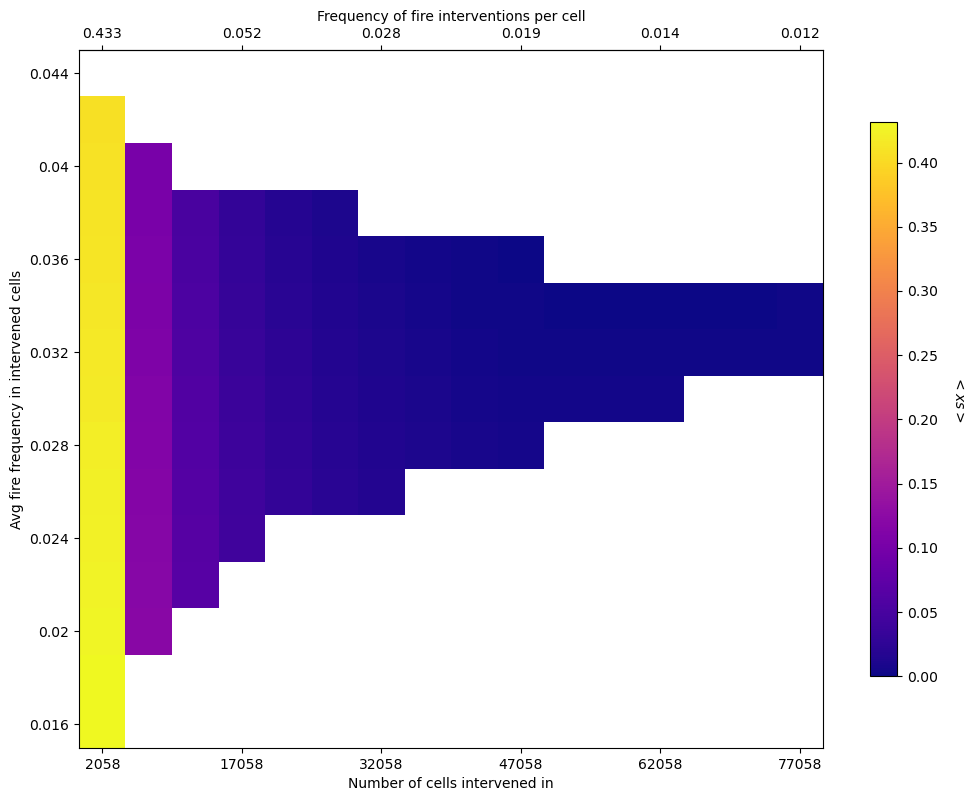 Frequency of fire interventions per cell
0.433 0.052 0.028 0.019 0.014 0.012
0.044
0.04
0.036
0.032
0.028
0.024
0.02
0.016
Avg fire frequency in intervened cells
2058 17058 32058 47058 62058 77058
Number of cells intervened in
0.40
0.35
0.30
0.25
0.20
0.15
0.10
0.05
0.00
< sx >